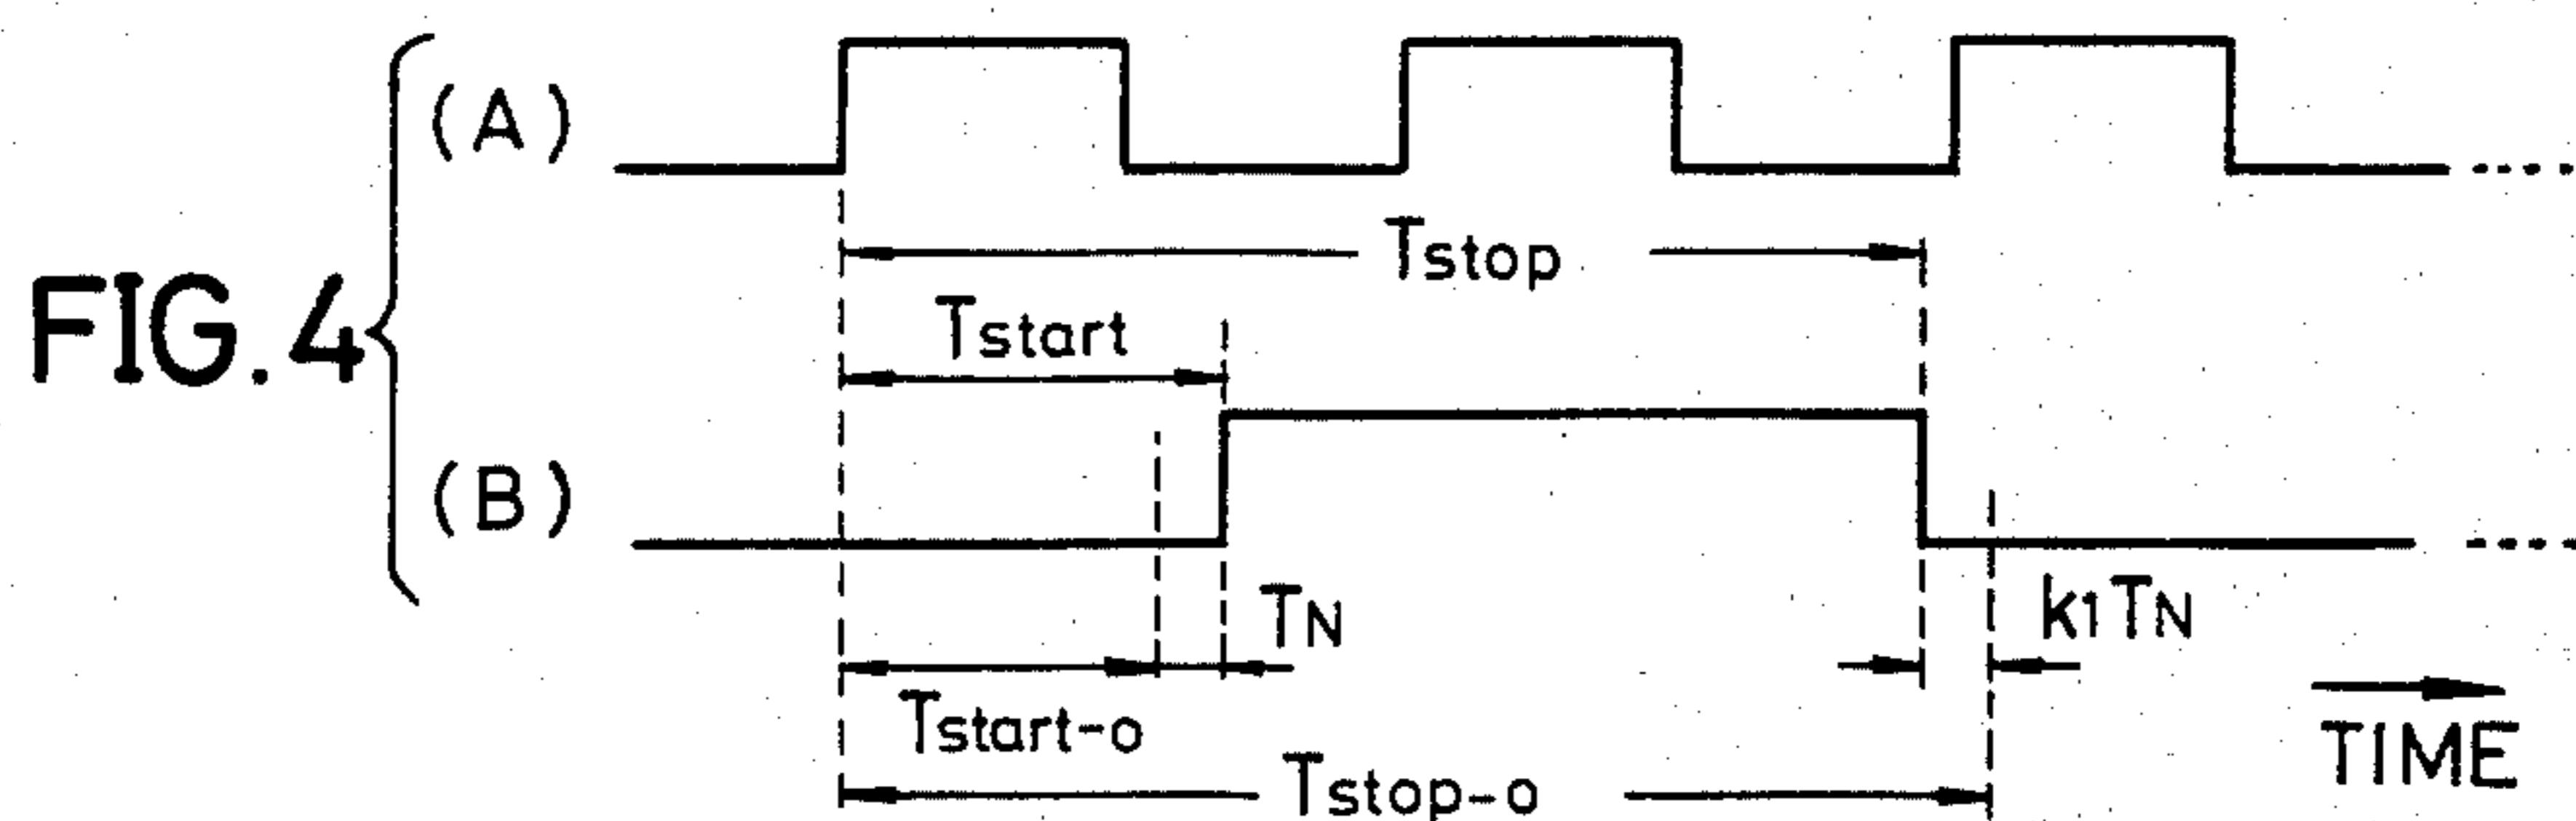 FIG. 4
(A)
Tstop
Tstart
(B)
TN
k1TN
Tstart-o
Tstop-o
TIME